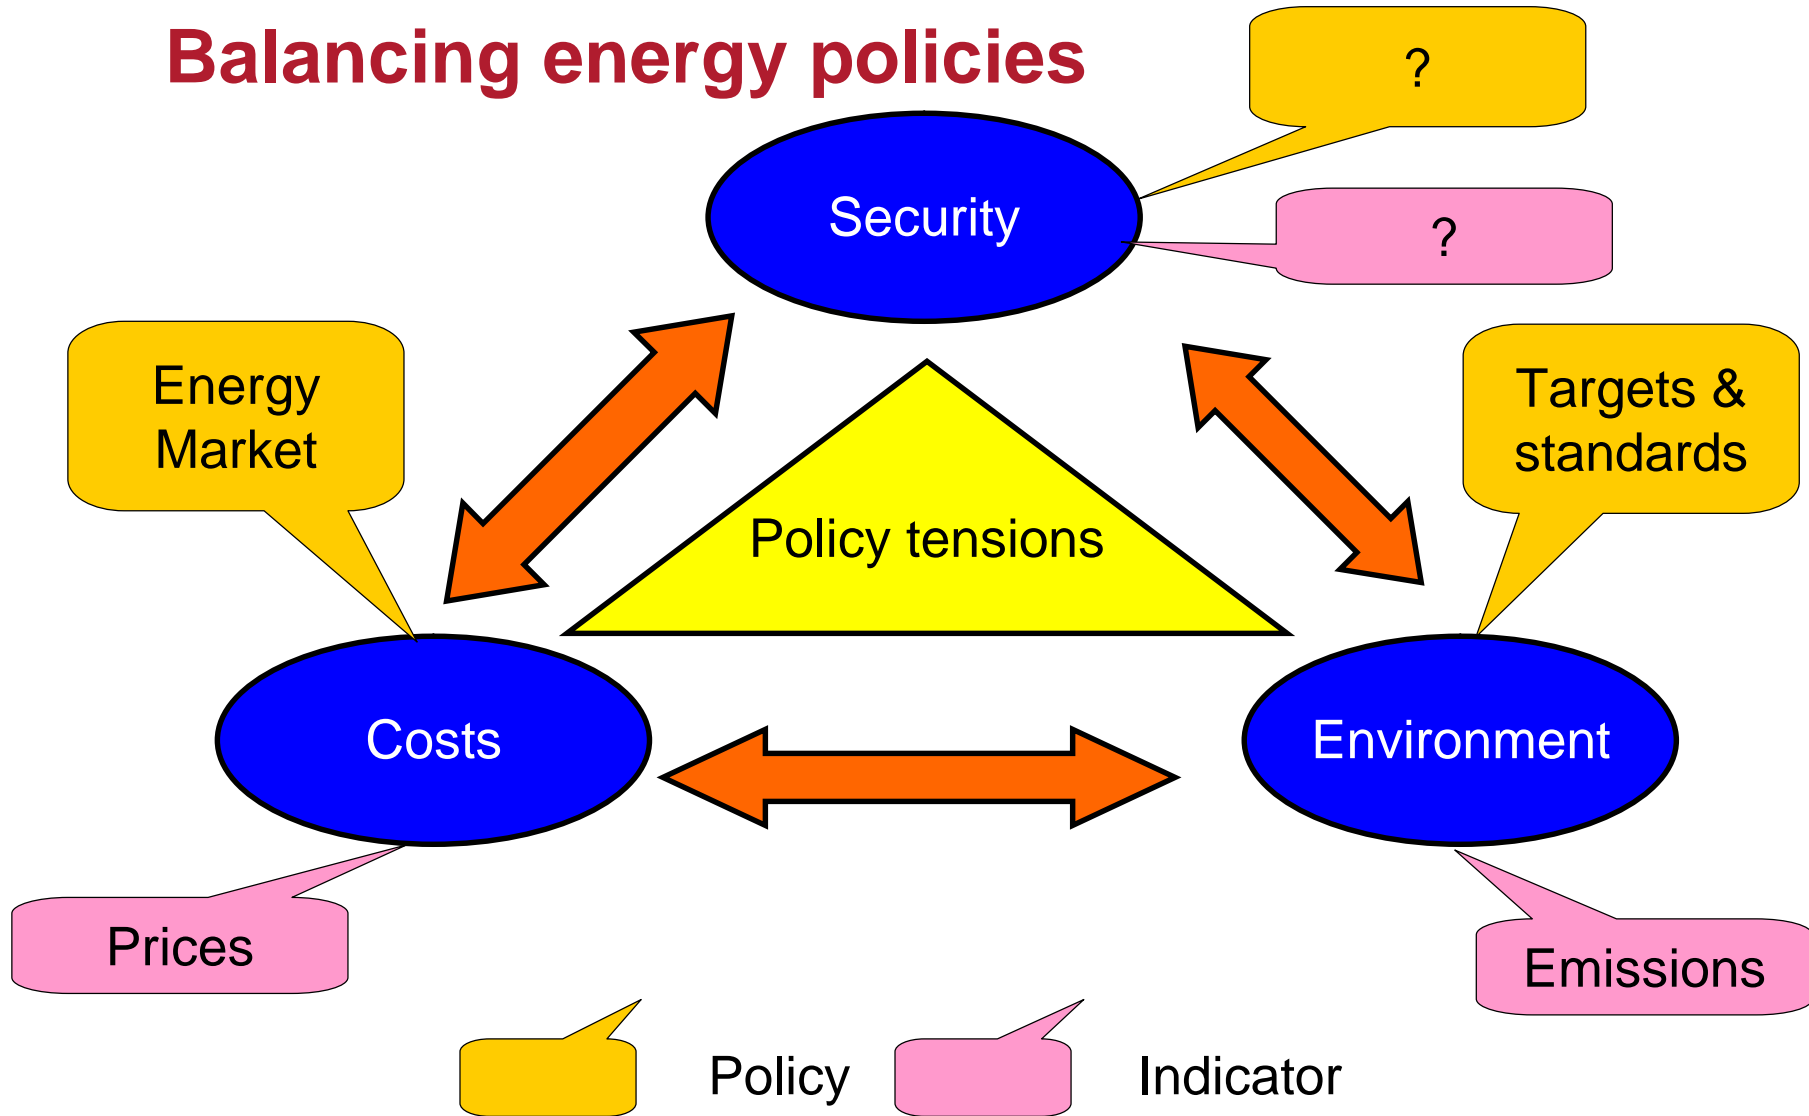 Balancing energy policies
?
Security
?
Energy
Market
Targets &
standards
Policy tensions
Costs
Environment
Prices
Emissions
Policy
Indicator